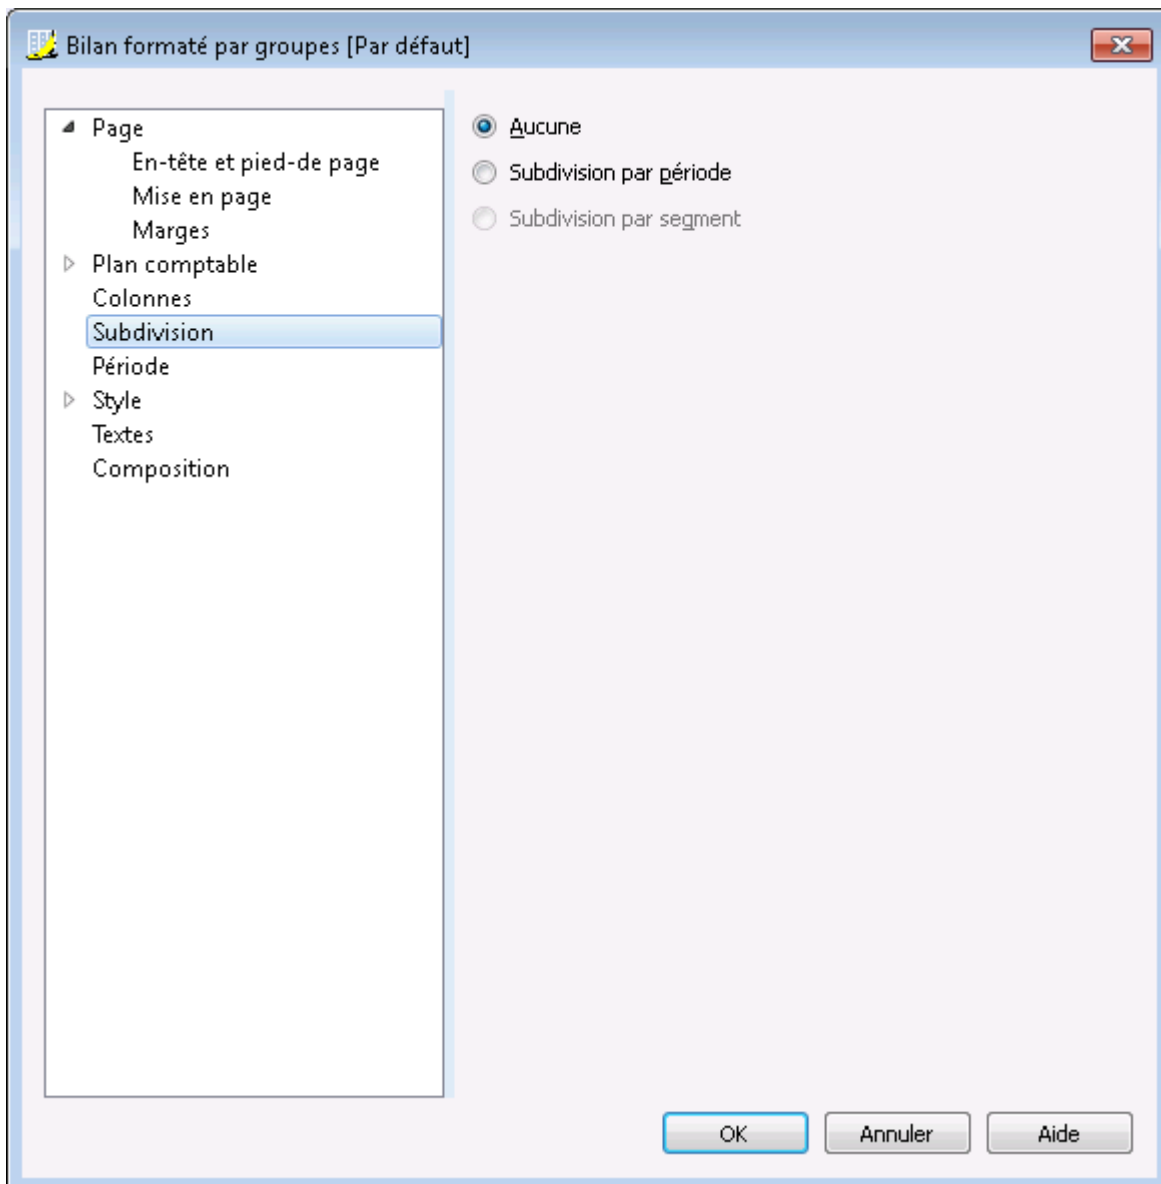 Bilan formaté par groupes [Par défaut]
Page
En-tête et pied-de page
Mise en page
Marges
Plan comptable
Colonnes
Subdivision
Période
Style
Textes
Composition
Aucune
Subdivision par période
Subdivision par segment
OK
Annuler
Aide